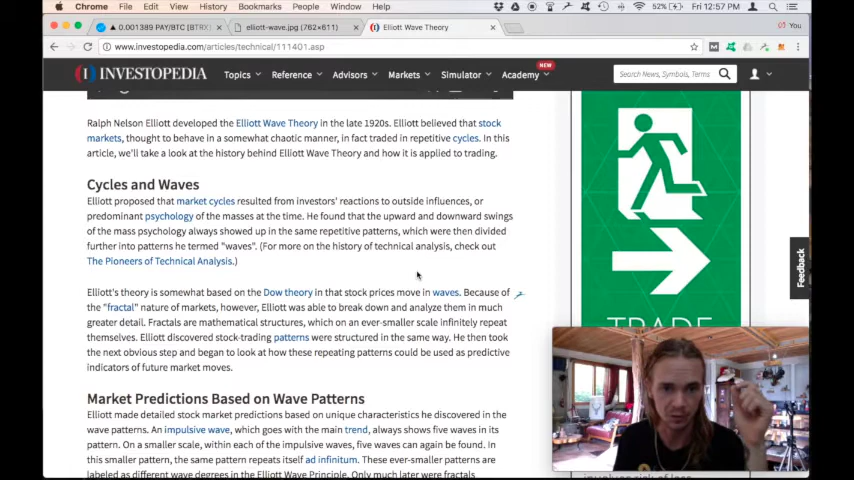 Chrome File Edit View History Bookmarks People Window Help 52% Fri 12:57 PM
▲ 0.001389 PAY/BTC [BTRX]
elliott-wave.jpg (762×611)
Elliott Wave Theory
You
www.investopedia.com/articles/technical/111401.asp
INVESTOPEDIA Topics Reference Advisors Markets Simulator Academy NEW Search News, Symbols, Terms
Ralph Nelson Elliott developed the Elliott Wave Theory in the late 1920s. Elliott believed that stock
markets, thought to behave in a somewhat chaotic manner, in fact traded in repetitive cycles. In this
article, we'll take a look at the history behind Elliott Wave Theory and how it is applied to trading.
Cycles and Waves
Elliott proposed that market cycles resulted from investors' reactions to outside influences, or
predominant psychology of the masses at the time. He found that the upward and downward swings
of the mass psychology always showed up in the same repetitive patterns, which were then divided
further into patterns he termed "waves". (For more on the history of technical analysis, check out
The Pioneers of Technical Analysis.)
Elliott's theory is somewhat based on the Dow theory in that stock prices move in waves. Because of
the "fractal" nature of markets, however, Elliott was able to break down and analyze them in much
greater detail. Fractals are mathematical structures, which on an ever-smaller scale infinitely repeat
themselves. Elliott discovered stock-trading patterns were structured in the same way. He then took
the next obvious step and began to look at how these repeating patterns could be used as predictive
indicators of future market moves.
Market Predictions Based on Wave Patterns
Elliott made detailed stock market predictions based on unique characteristics he discovered in the
wave patterns. An impulsive wave, which goes with the main trend, always shows five waves in its
pattern. On a smaller scale, within each of the impulsive waves, five waves can again be found. In
this smaller pattern, the same pattern repeats itself ad infinitum. These ever-smaller patterns are
labeled as different wave degrees in the Elliott Wave Principle. Only much later were fractals
Feedback
TRADE